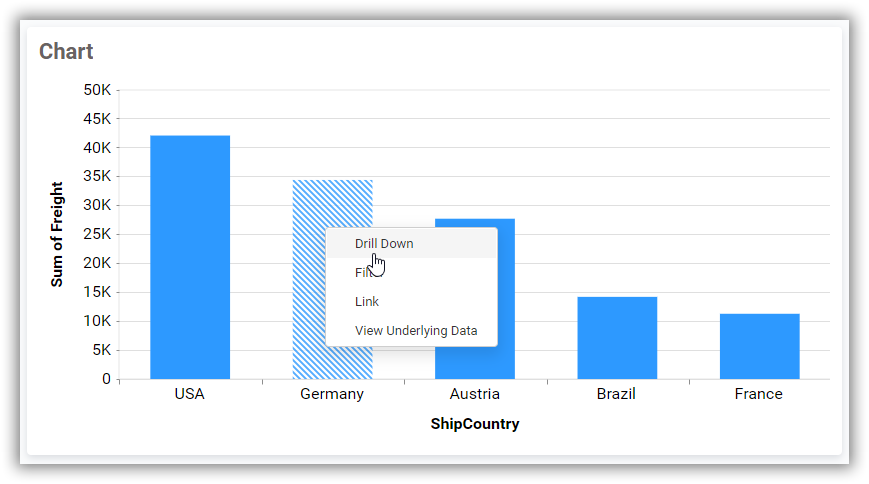 Chart
50K
45K
40K
35K
30K
25K
20K
15K
10K
5K
0
Sum of Freight
Drill Down
Link
View Underlying Data
USA Germany Austria Brazil France
ShipCountry